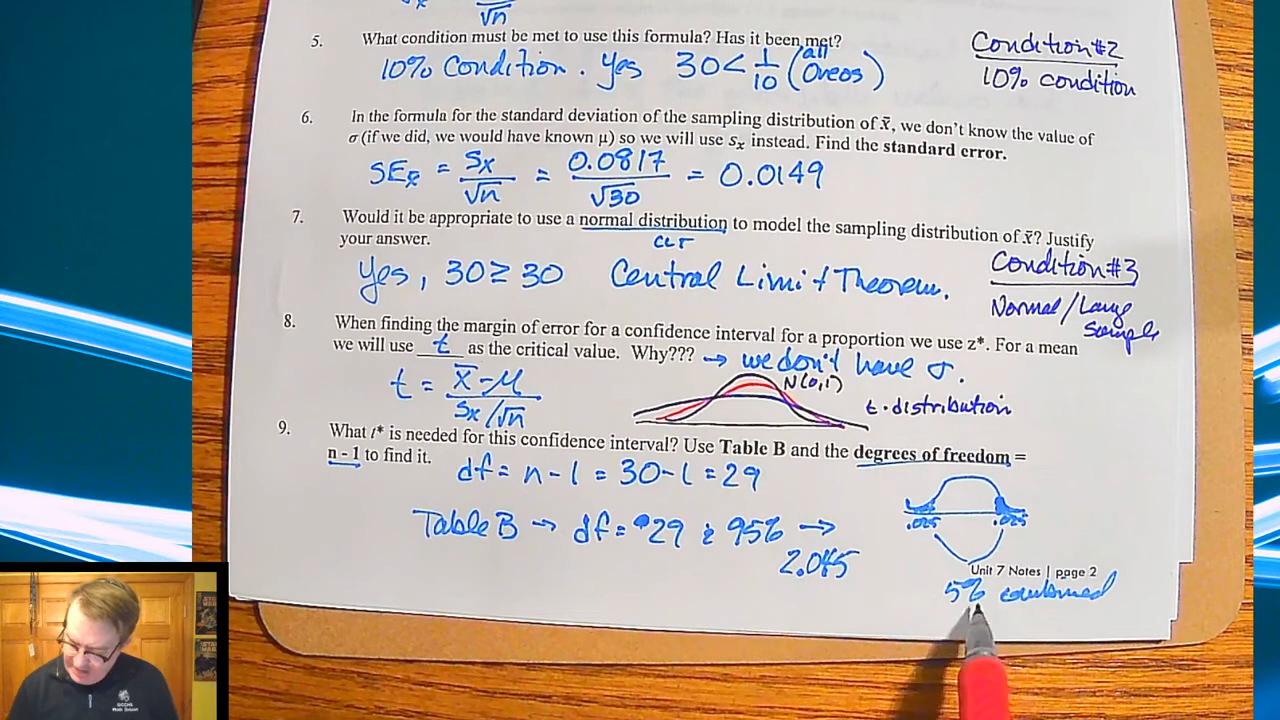 √n
5. What condition must be met to use this formula? Has it been met?
10% Condition. Yes 30 < 1/10 (all Oreos)
Condition #2
10% condition
6. In the formula for the standard deviation of the sampling distribution of x̄, we don't know the value of
σ (if we did, we would have known μ) so we will use sₓ instead. Find the standard error.
SEx̄ = Sx/√n = 0.0817/√30 = 0.0149
7. Would it be appropriate to use a normal distribution to model the sampling distribution of x̄? Justify
your answer.
CLT
Yes, 30 ≥ 30 Central Limit Theorem.
Condition #3
Normal/Large
Sample
8. When finding the margin of error for a confidence interval for a proportion we use z*. For a mean
we will use t as the critical value. Why??? → we don't have σ.
t = x̄-μ / Sx/√n
N(0,1)
t-distribution
9. What t* is needed for this confidence interval? Use Table B and the degrees of freedom =
n - 1 to find it.
df = n - 1 = 30 - 1 = 29
Table B → df = 29 & 95% →
2.045
.025 .025
Unit 7 Notes | page 2
5% combined